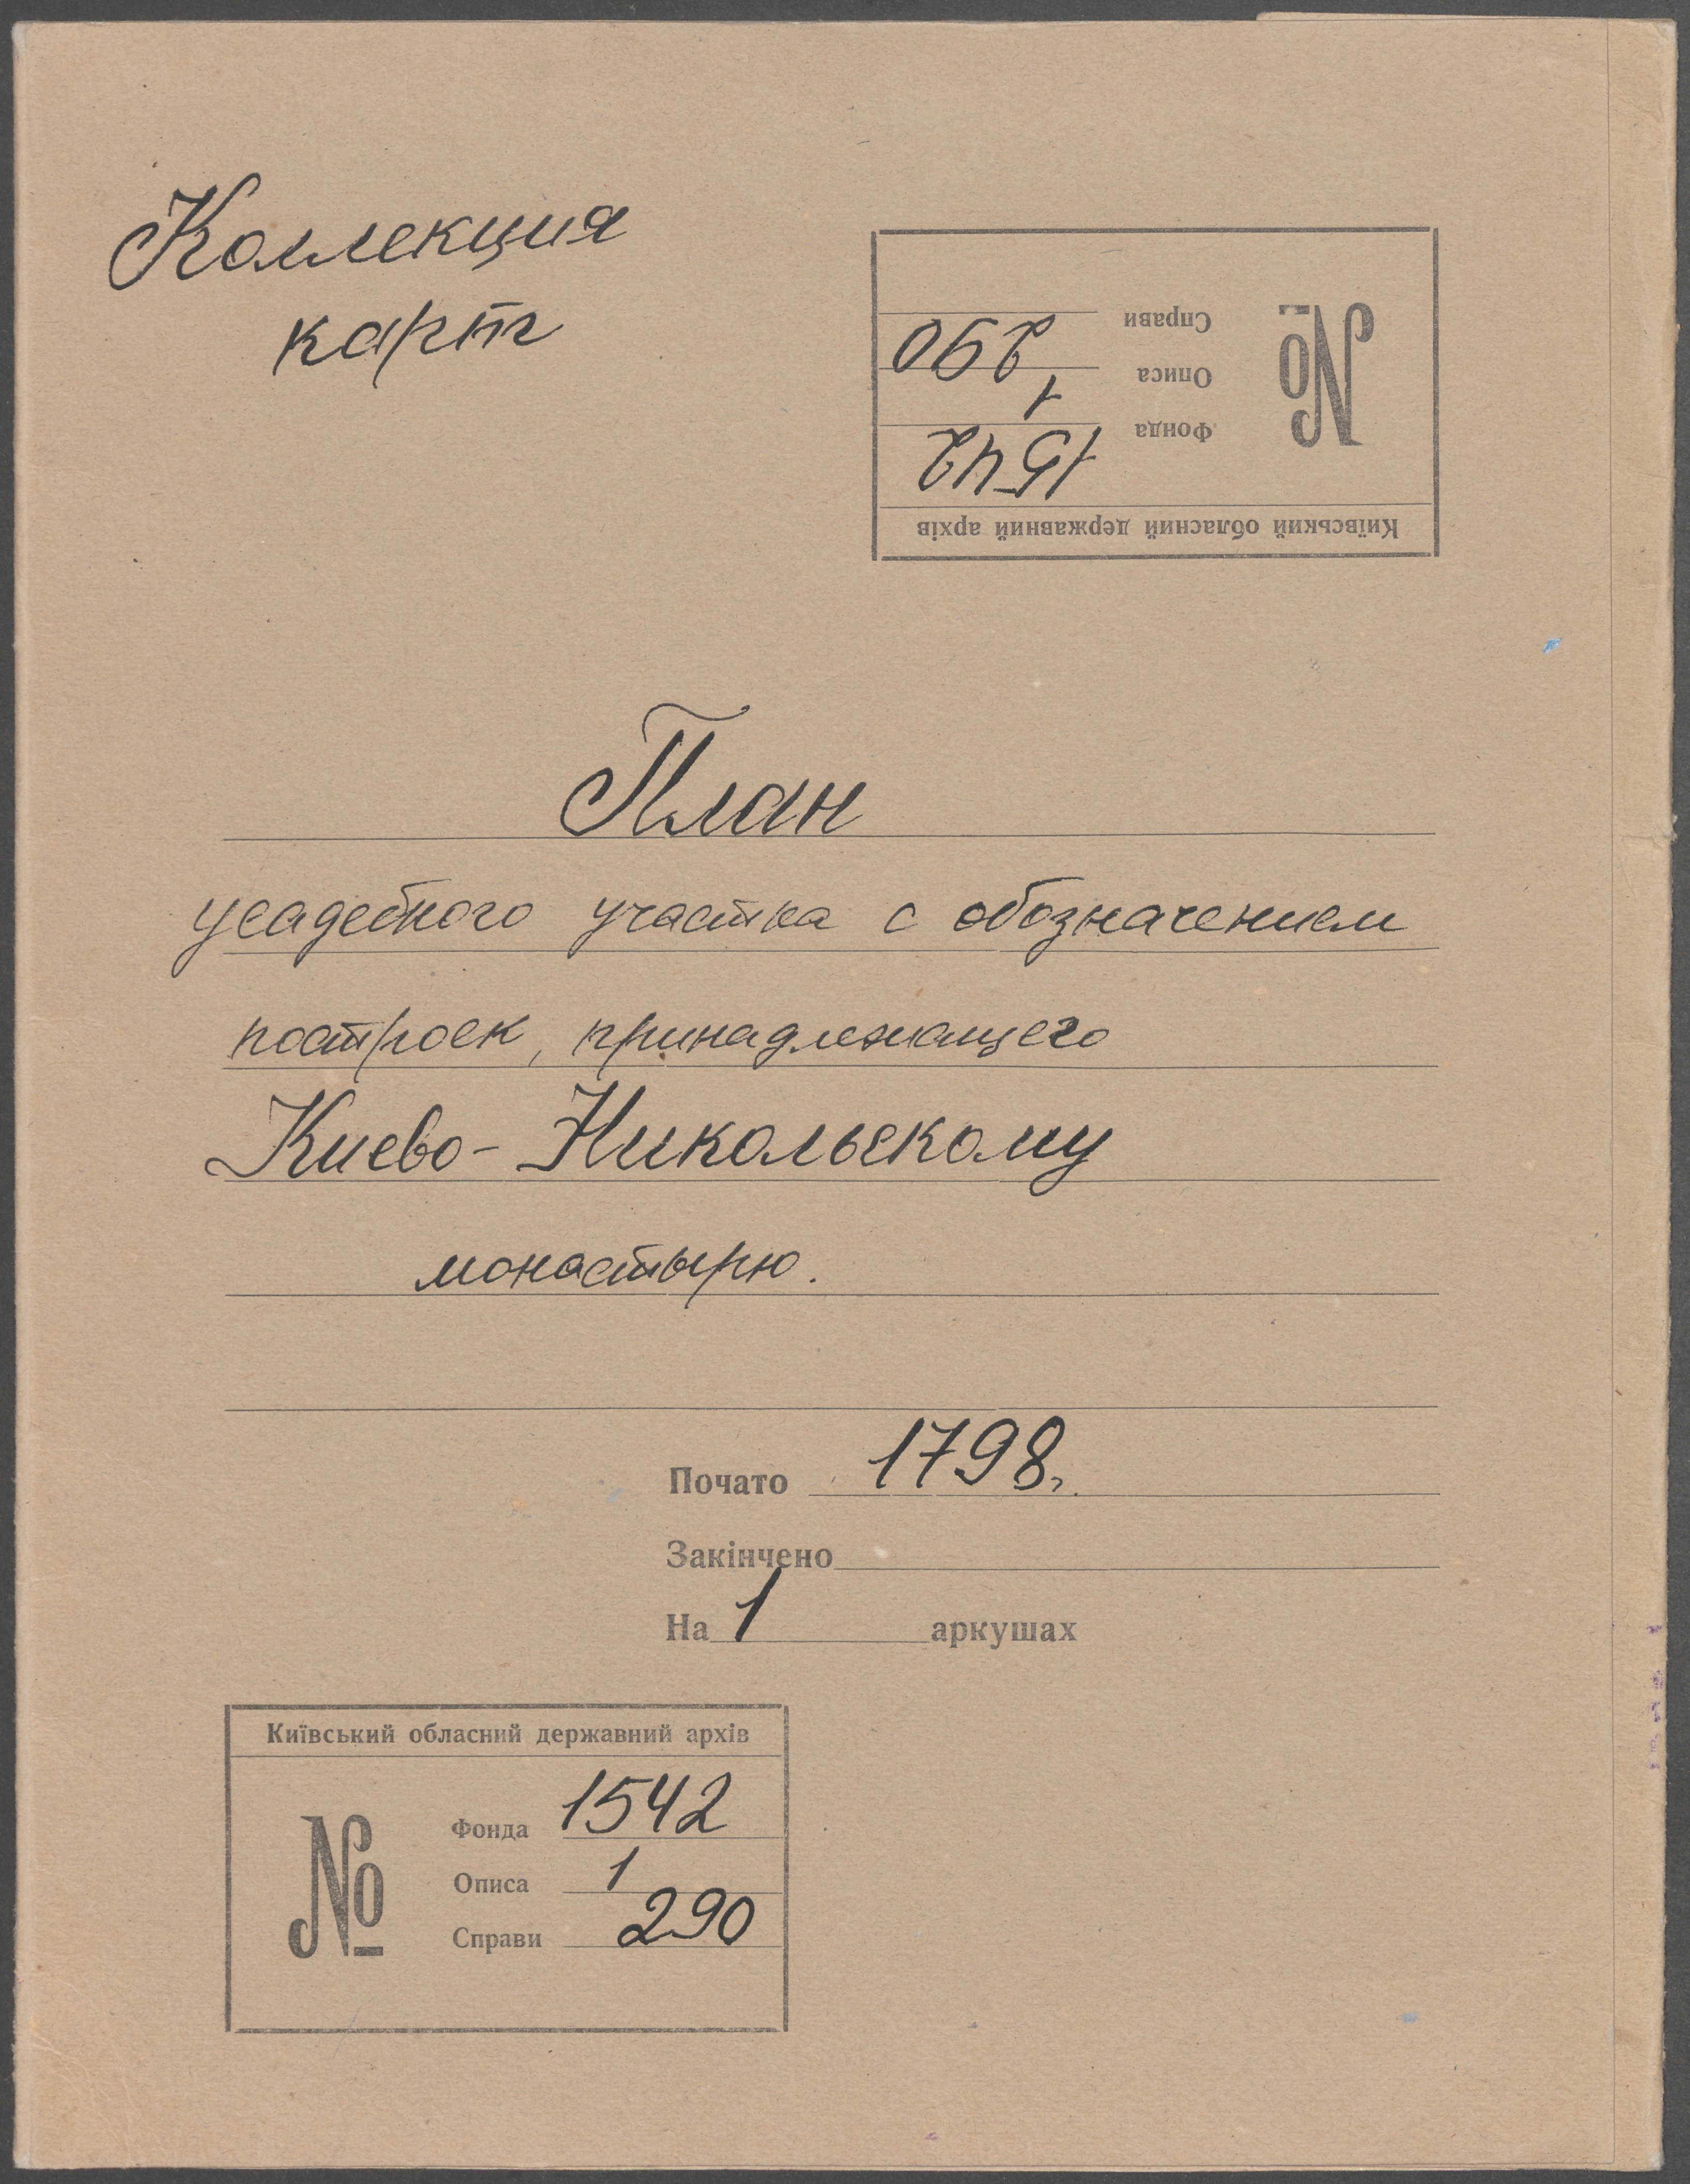 Коллекция
карт
Київський обласний державний архів
№
Фонда 1542
Описа 1
Справи 290
План
усадебного участка с обозначением
построек, принадлежащего
Киево-Никольскому
монастырю.
Почато 1798г.
Закінчено
На 1 аркушах
Київський обласний державний архів
№
Фонда 1542
Описа 1
Справи 290